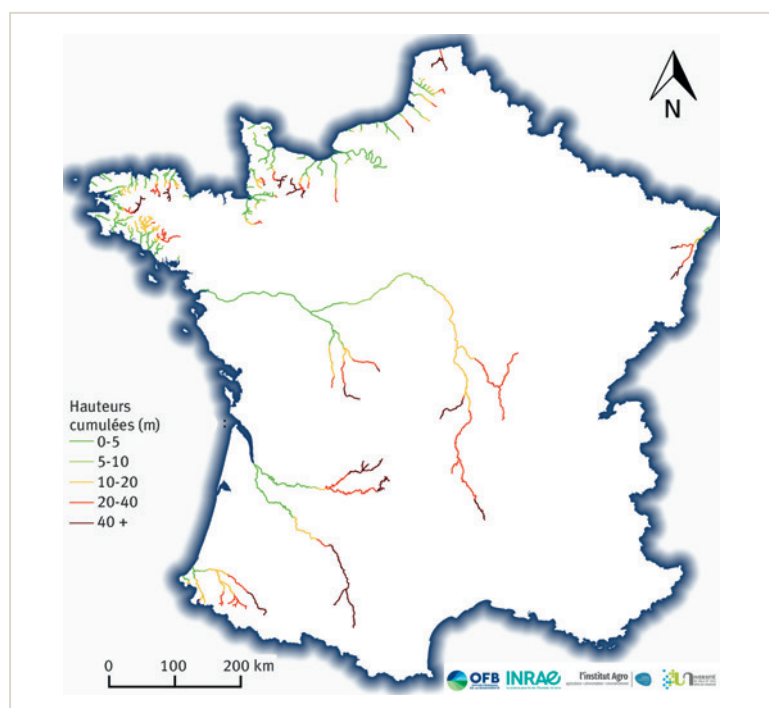 N
Hauteurs
cumulées (m)
0-5
5-10
10-20
20-40
40 +
0 100 200 km
OFB INRAE l'institut Agro